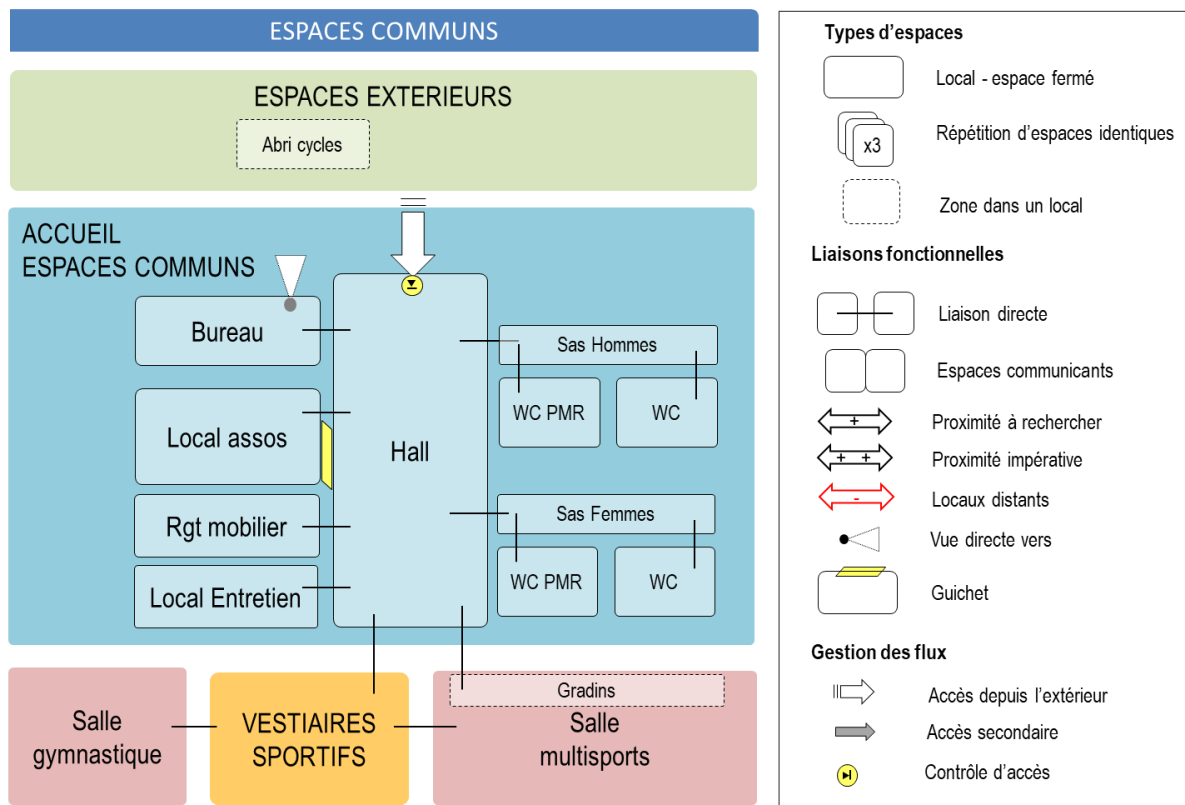 ESPACES COMMUNS
ESPACES EXTERIEURS
Abri cycles
ACCUEIL
ESPACES COMMUNS
Bureau
Local assos
Rgt mobilier
Local Entretien
Hall
Sas Hommes
WC PMR
WC
Sas Femmes
WC PMR
WC
Salle
gymnastique
VESTIAIRES
SPORTIFS
Gradins
Salle
multisports
Types d'espaces
Local - espace fermé
x3
Répétition d'espaces identiques
Zone dans un local
Liaisons fonctionnelles
Liaison directe
Espaces communicants
+
Proximité à rechercher
+ +
Proximité impérative
-
Locaux distants
Vue directe vers
Guichet
Gestion des flux
Accès depuis l'extérieur
Accès secondaire
Contrôle d'accès